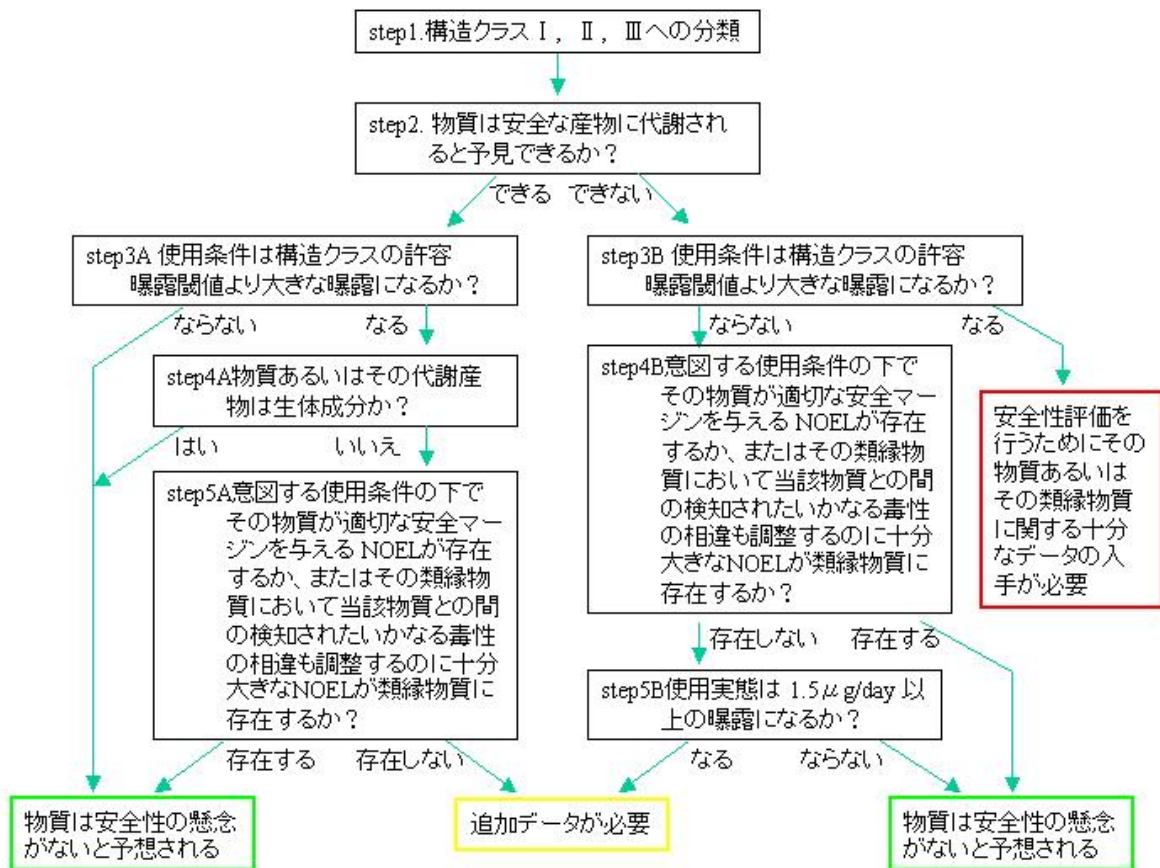 step1.構造クラスⅠ，Ⅱ，Ⅲへの分類
step2. 物質は安全な産物に代謝され
ると予見できるか？
できる できない
step3A 使用条件は構造クラスの許容
曝露閾値より大きな曝露になるか？
ならない なる
step4A物質あるいはその代謝産
物は生体成分か？
はい いいえ
step5A意図する使用条件の下で
その物質が適切な安全マー
ジンを与える NOELが存在
するか、またはその類縁物
質において当該物質との間
の検知されたいかなる毒性
の相違も調整するのに十分
大きなNOELが類縁物質に
存在するか？
存在する 存在しない
step3B 使用条件は構造クラスの許容
曝露閾値より大きな曝露になるか？
ならない なる
step4B意図する使用条件の下で
その物質が適切な安全マー
ジンを与える NOELが存在
するか、またはその類縁物
質において当該物質との間
の検知されたいかなる毒性
の相違も調整するのに十分
大きなNOELが類縁物質に
存在するか？
安全性評価を
行うためにその
物質あるいは
その類縁物質
に関する十分
なデータの入
手が必要
存在しない 存在する
step5B使用実態は 1.5μg/day 以
上の曝露になるか？
なる ならない
物質は安全性の懸念
がないと予想される
追加データが必要
物質は安全性の懸念
がないと予想される